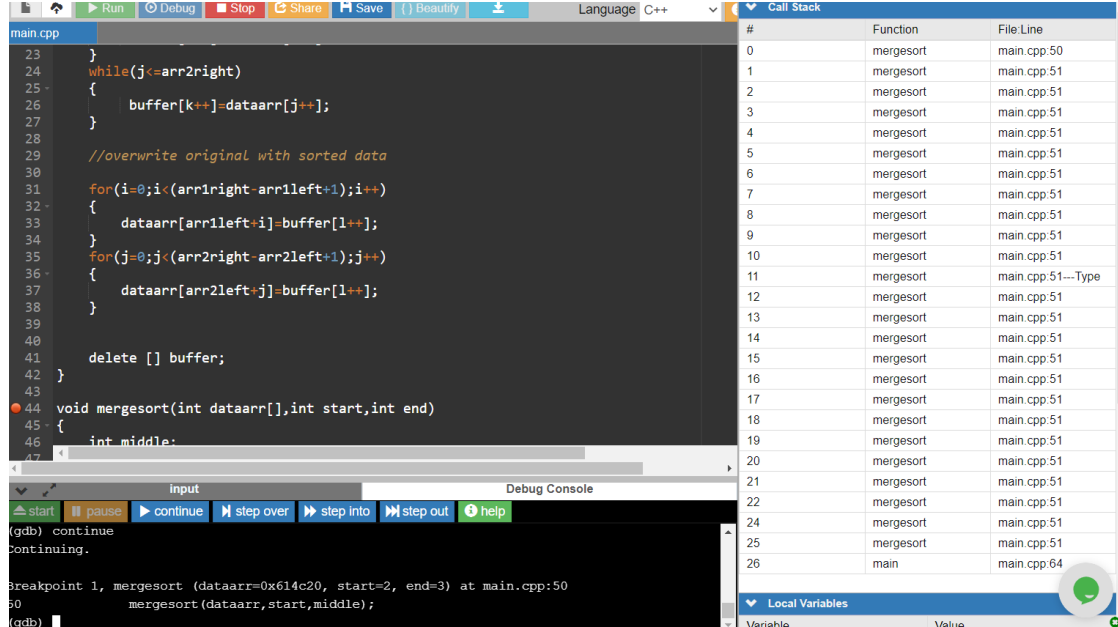 Run Debug Stop Share Save { } Beautify Language C++
main.cpp
23 }
24 while(j<=arr2right)
25 {
26 buffer[k++]=dataarr[j++];
27 }
28
29 //overwrite original with sorted data
30
31 for(i=0;i<(arr1right-arr1left+1);i++)
32 {
33 dataarr[arr1left+i]=buffer[l++];
34 }
35 for(j=0;j<(arr2right-arr2left+1);j++)
36 {
37 dataarr[arr2left+j]=buffer[l++];
38 }
39
40
41 delete [] buffer;
42 }
43
44 void mergesort(int dataarr[],int start,int end)
45 {
46 int middle;
47
input Debug Console
start pause continue step over step into step out help
(gdb) continue
Continuing.
Breakpoint 1, mergesort (dataarr=0x614c20, start=2, end=3) at main.cpp:50
50 mergesort(dataarr,start,middle);
(gdb)
Call Stack
# Function File:Line
0 mergesort main.cpp:50
1 mergesort main.cpp:51
2 mergesort main.cpp:51
3 mergesort main.cpp:51
4 mergesort main.cpp:51
5 mergesort main.cpp:51
6 mergesort main.cpp:51
7 mergesort main.cpp:51
8 mergesort main.cpp:51
9 mergesort main.cpp:51
10 mergesort main.cpp:51
11 mergesort main.cpp:51---Type
12 mergesort main.cpp:51
13 mergesort main.cpp:51
14 mergesort main.cpp:51
15 mergesort main.cpp:51
16 mergesort main.cpp:51
17 mergesort main.cpp:51
18 mergesort main.cpp:51
19 mergesort main.cpp:51
20 mergesort main.cpp:51
21 mergesort main.cpp:51
22 mergesort main.cpp:51
24 mergesort main.cpp:51
25 mergesort main.cpp:51
26 main main.cpp:64
Local Variables
Variable Value